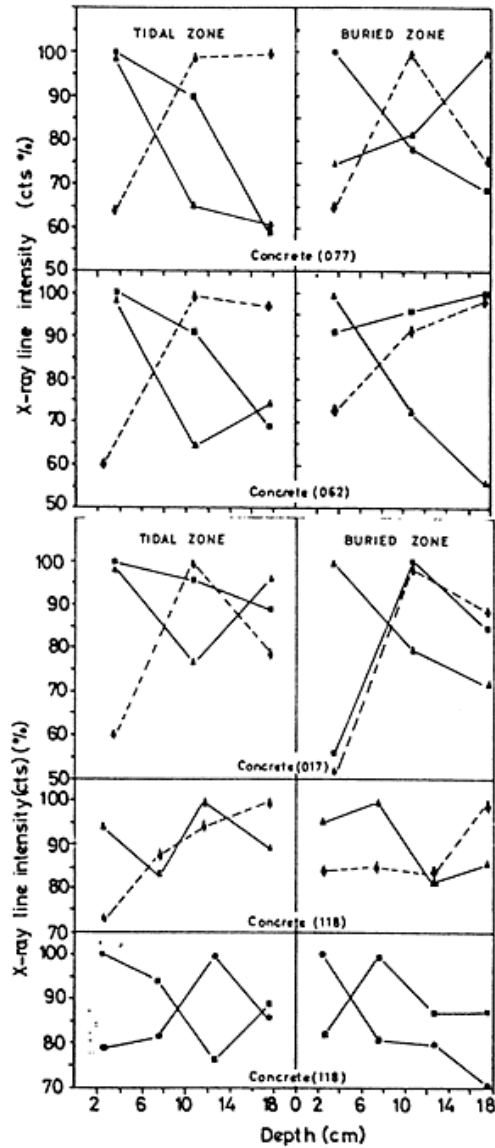 TIDAL ZONE
BURIED ZONE
100
90
80
70
60
50
Concrete (077)
100
90
80
70
60
50
Concrete (062)
X-ray line intensity (cts %)
TIDAL ZONE
BURIED ZONE
100
90
80
70
60
50
Concrete (017)
100
90
80
Concrete (118)
100
90
80
70
Concrete (118)
X-ray line intensity (cts) (%)
2 6 10 14 18 0 2 6 10 14 18
Depth (cm)